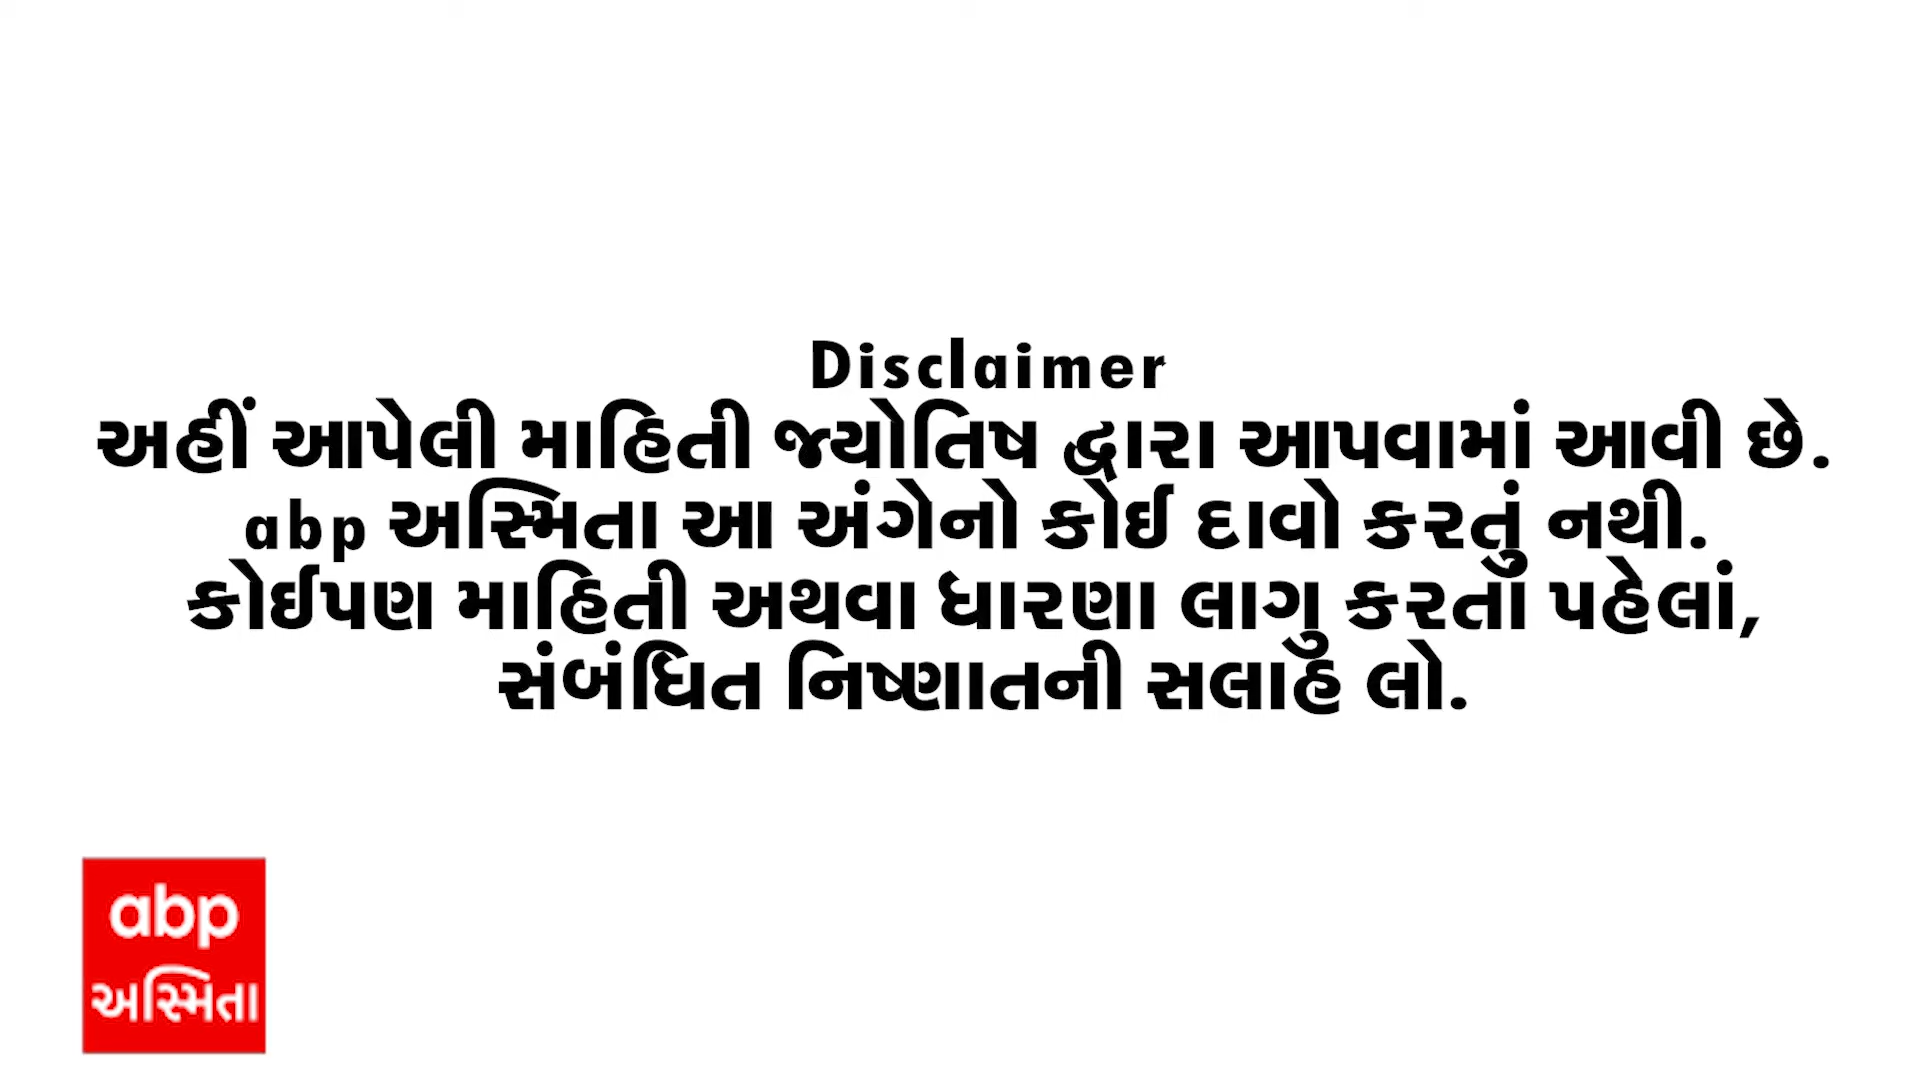 Disclaimer
અહીં આપેલી માહિતી જ્યોતિષ દ્વારા આપવામાં આવી છે.
abp અસ્મિતા આ અંગેનો કોઈ દાવો કરતું નથી.
કોઈપણ માહિતી અથવા ધારણા લાગુ કરતાં પહેલાં,
સંબંધિત નિષ્ણાતની સલાહ લો.
abp
અસ્મિતા